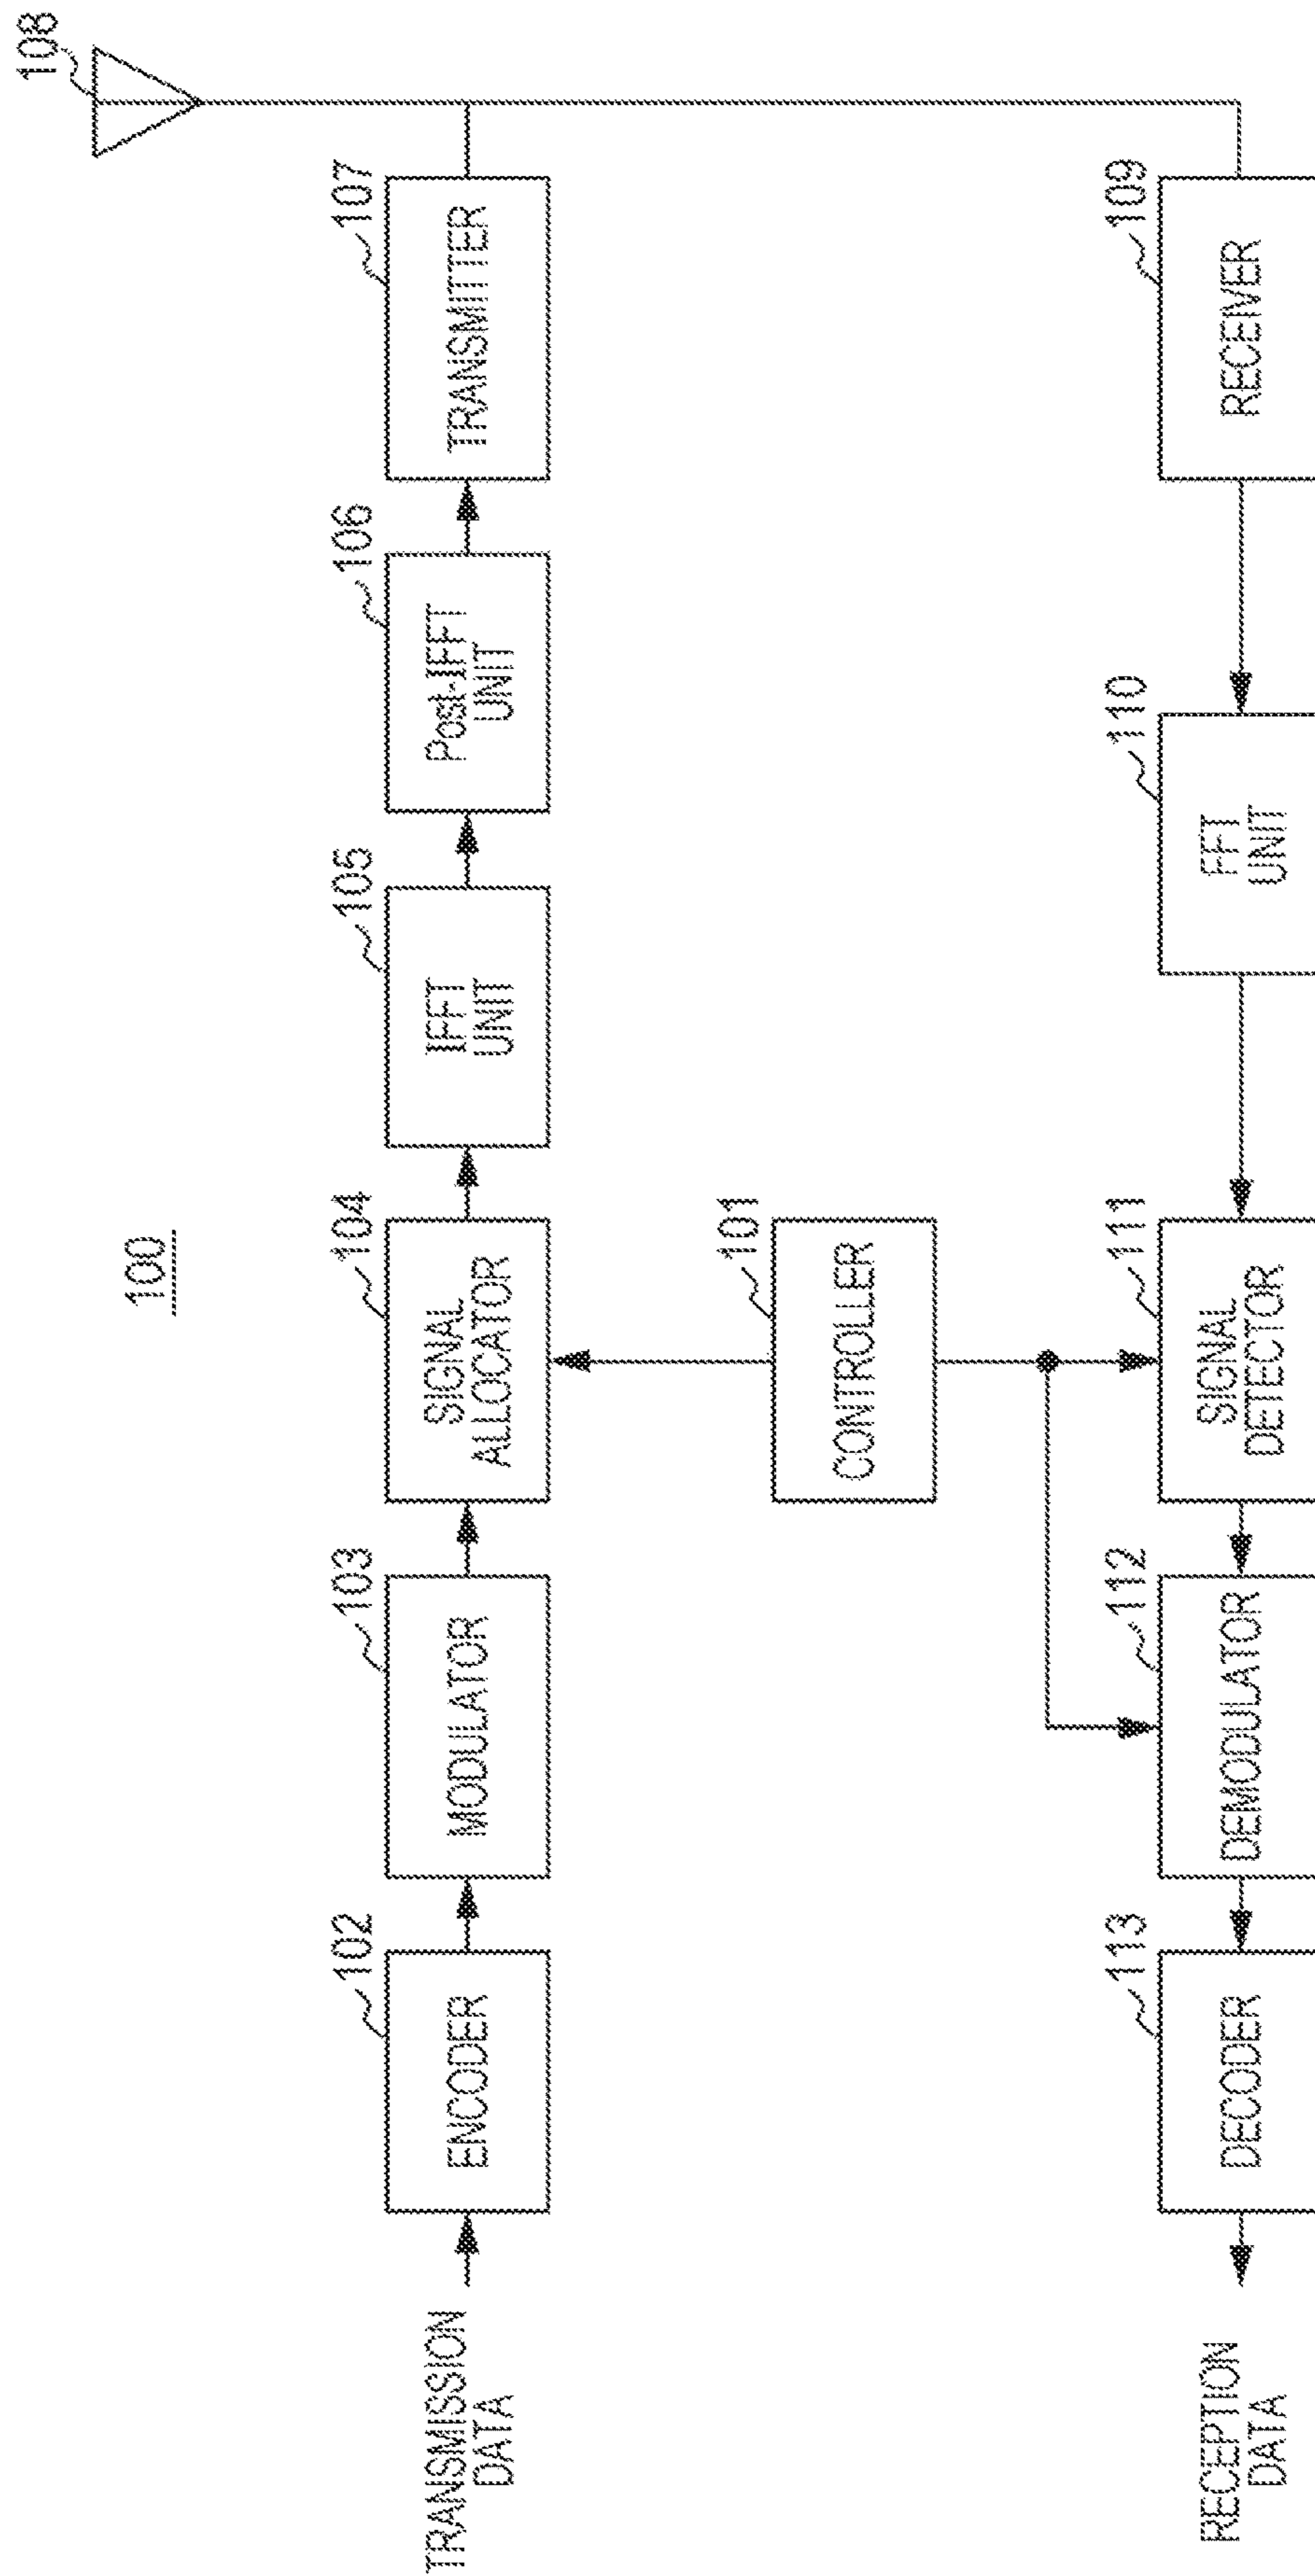 100
TRANSMISSION
DATA
102
ENCODER
103
MODULATOR
104
SIGNAL
ALLOCATOR
105
IFFT
UNIT
106
Post-IFFT
UNIT
107
TRANSMITTER
108
101
CONTROLLER
RECEPTION
DATA
113
DECODER
112
DEMODULATOR
111
SIGNAL
DETECTOR
110
FFT
UNIT
109
RECEIVER